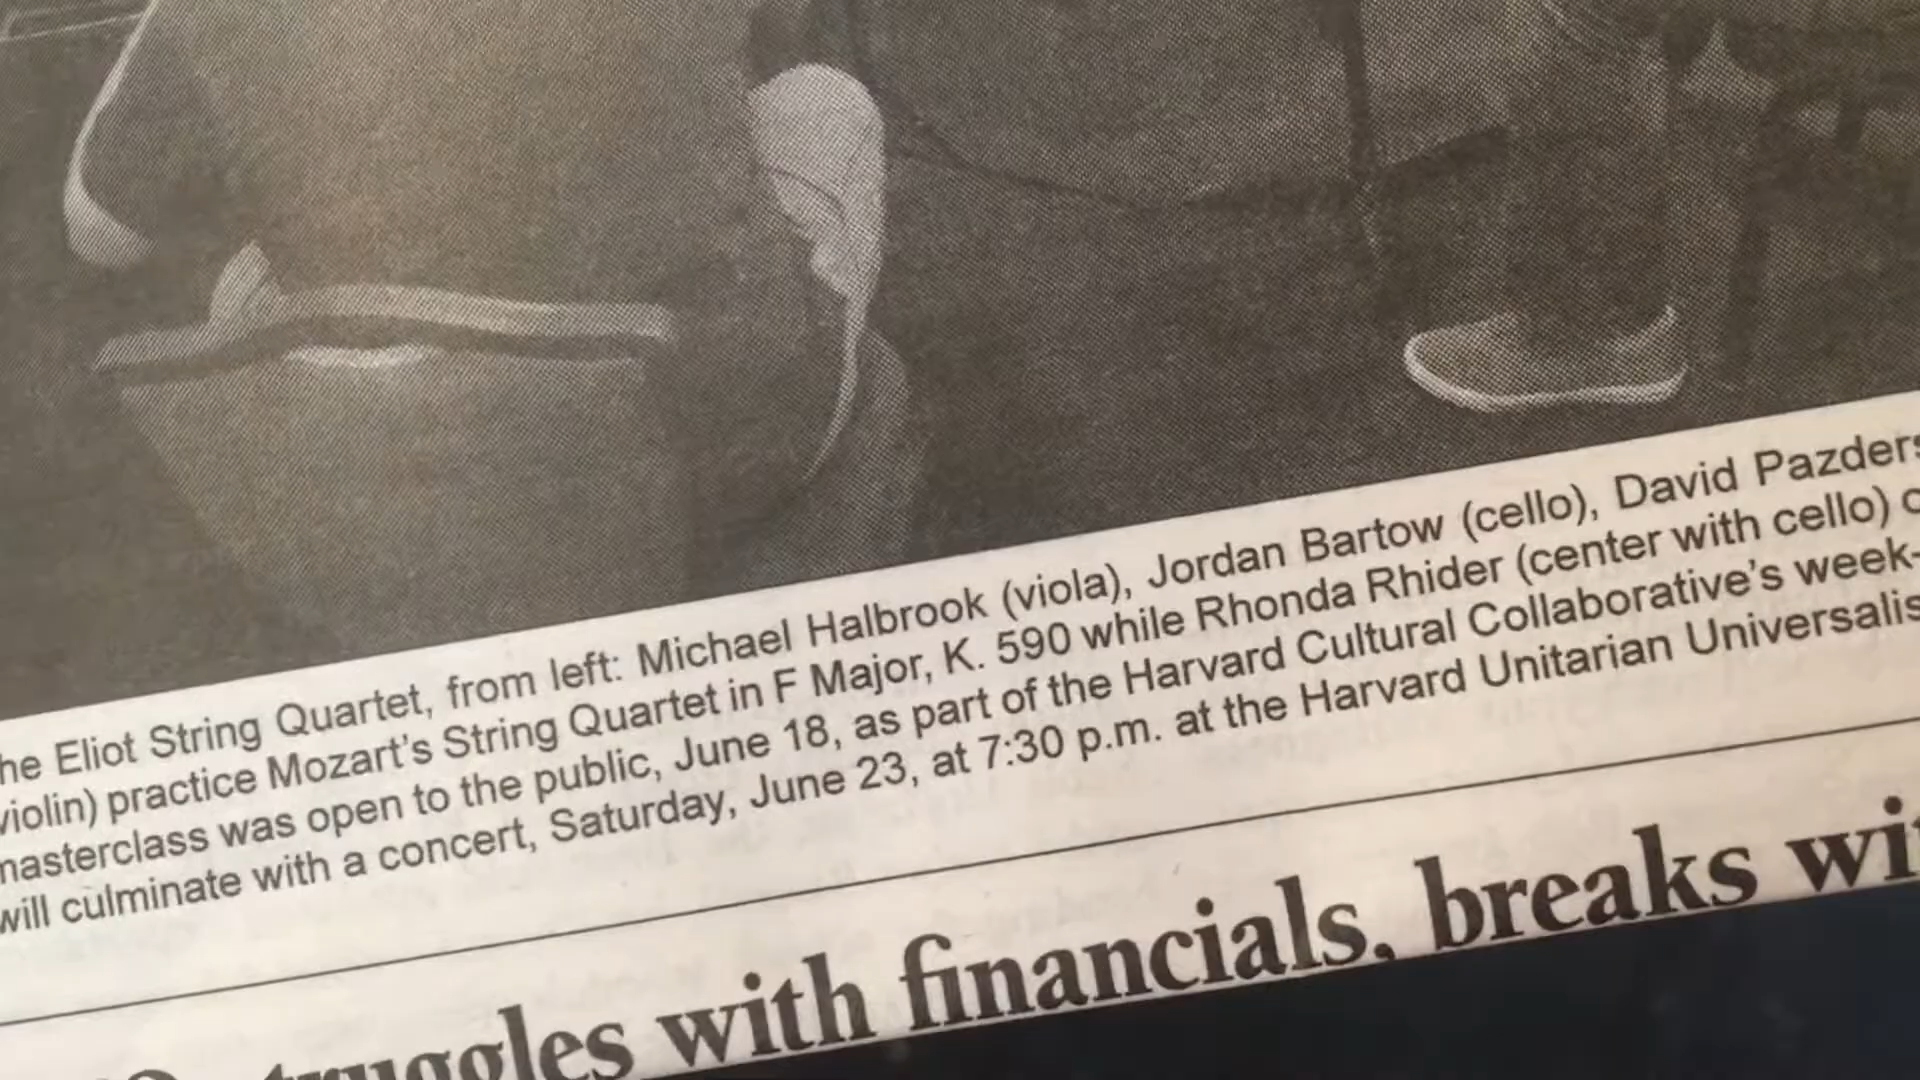 he Eliot String Quartet, from left: Michael Halbrook (viola), Jordan Bartow (cello), David Pazders
violin) practice Mozart's String Quartet in F Major, K. 590 while Rhonda Rhider (center with cello)
masterclass was open to the public, June 18, as part of the Harvard Cultural Collaborative's week-
will culminate with a concert, Saturday, June 23, at 7:30 p.m. at the Harvard Unitarian Universalis
struggles with financials, breaks wi